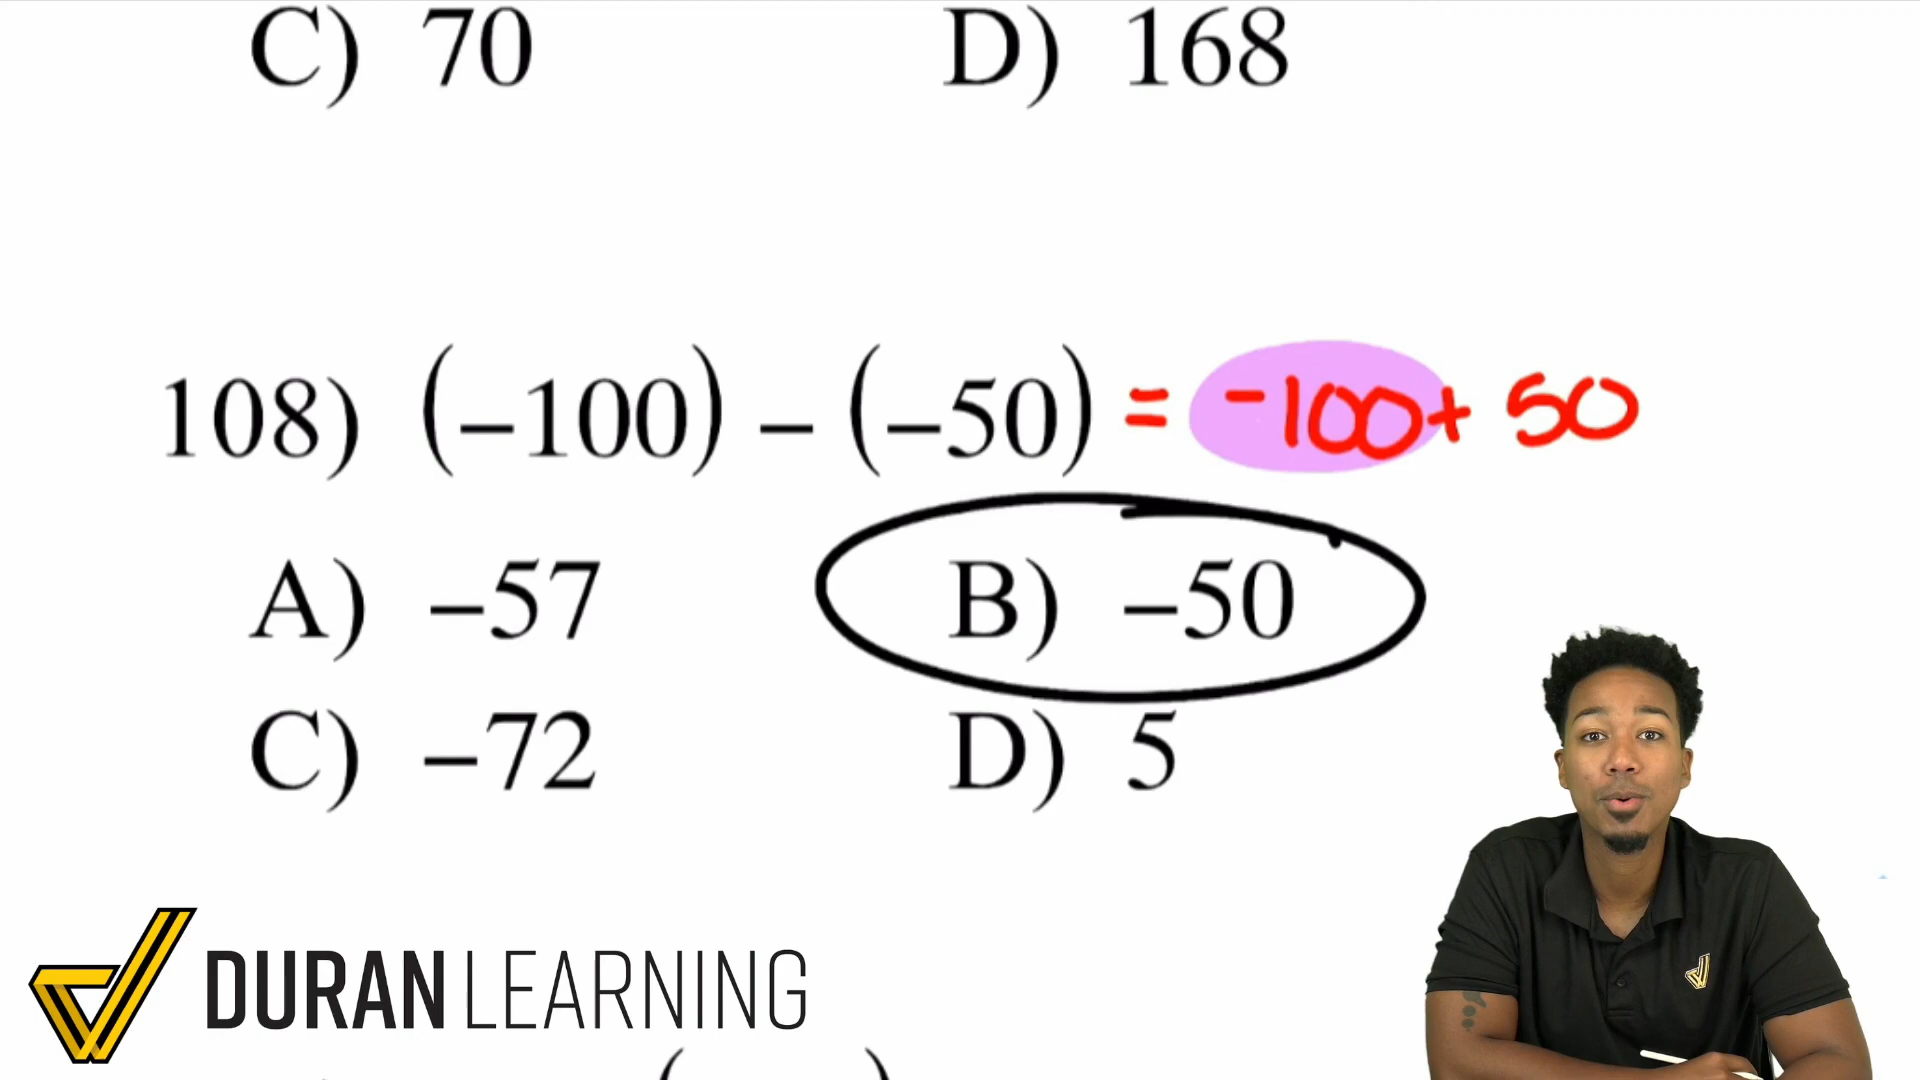 C) 70 D) 168
108) (−100) − (−50) = -100 + 50
A) −57 B) −50
C) −72 D) 5
DURAN LEARNING